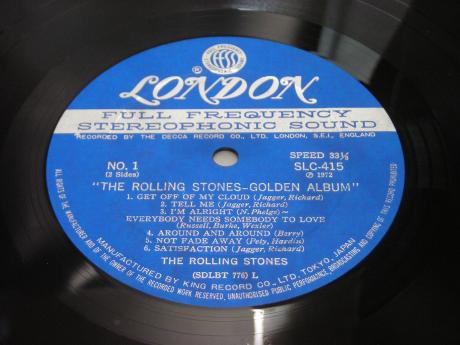 LONDON
FULL FREQUENCY
STEREOPHONIC SOUND
RECORDED BY THE DECCA RECORD CO., LTD. LONDON, S.E.I., ENGLAND
NO. 1
(2 Sides)
SPEED 33⅓
SLC-415
℗ 1972
"THE ROLLING STONES-GOLDEN ALBUM"
1. GET OFF OF MY CLOUD (Jagger, Richard)
2. TELL ME (Jagger, Richard)
3. I'M ALRIGHT (N. Phelge)~
EVERYBODY NEEDS SOMEBODY TO LOVE
(Russell, Burke, Wexler)
4. AROUND AND AROUND (Berry)
5. NOT FADE AWAY (Pely, Hardin)
6. SATISFACTION (Jagger, Richard)
THE ROLLING STONES
(SDLBT 776) L
MANUFACTURED BY KING RECORD CO., LTD. TOKYO, JAPAN
ALL RIGHTS OF THE MANUFACTURER AND OF THE OWNER OF THE RECORDED WORK RESERVED. UNAUTHORISED PUBLIC PERFORMANCE, BROADCASTING AND COPYING OF THIS RECORD PROHIBITED